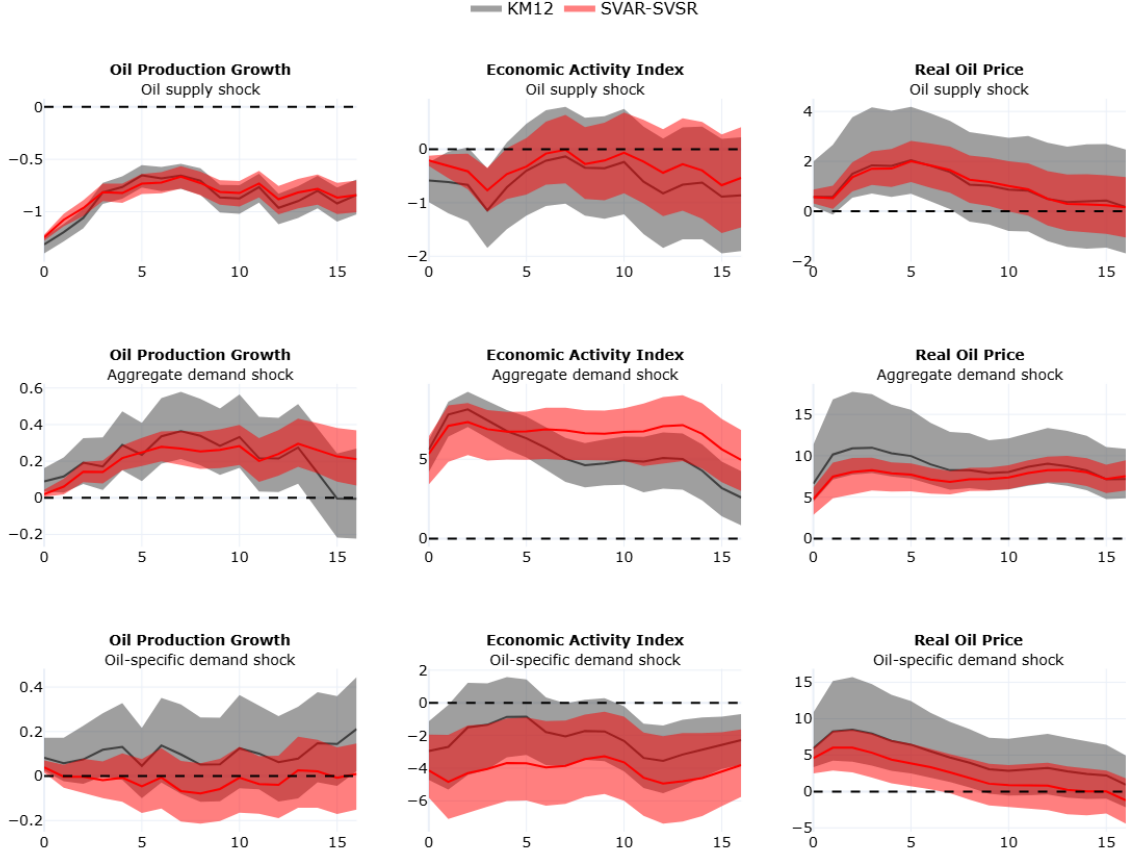 KM12 SVAR-SVSR
Oil Production Growth
Oil supply shock
0
−0.5
−1
0 5 10 15
Economic Activity Index
Oil supply shock
0
−1
−2
0 5 10 15
Real Oil Price
Oil supply shock
4
2
0
−2
0 5 10 15
Oil Production Growth
Aggregate demand shock
0.6
0.4
0.2
0
−0.2
0 5 10 15
Economic Activity Index
Aggregate demand shock
5
0
0 5 10 15
Real Oil Price
Aggregate demand shock
15
10
5
0
0 5 10 15
Oil Production Growth
Oil-specific demand shock
0.4
0.2
0
−0.2
0 5 10 15
Economic Activity Index
Oil-specific demand shock
2
0
−2
−4
−6
0 5 10 15
Real Oil Price
Oil-specific demand shock
15
10
5
0
−5
0 5 10 15